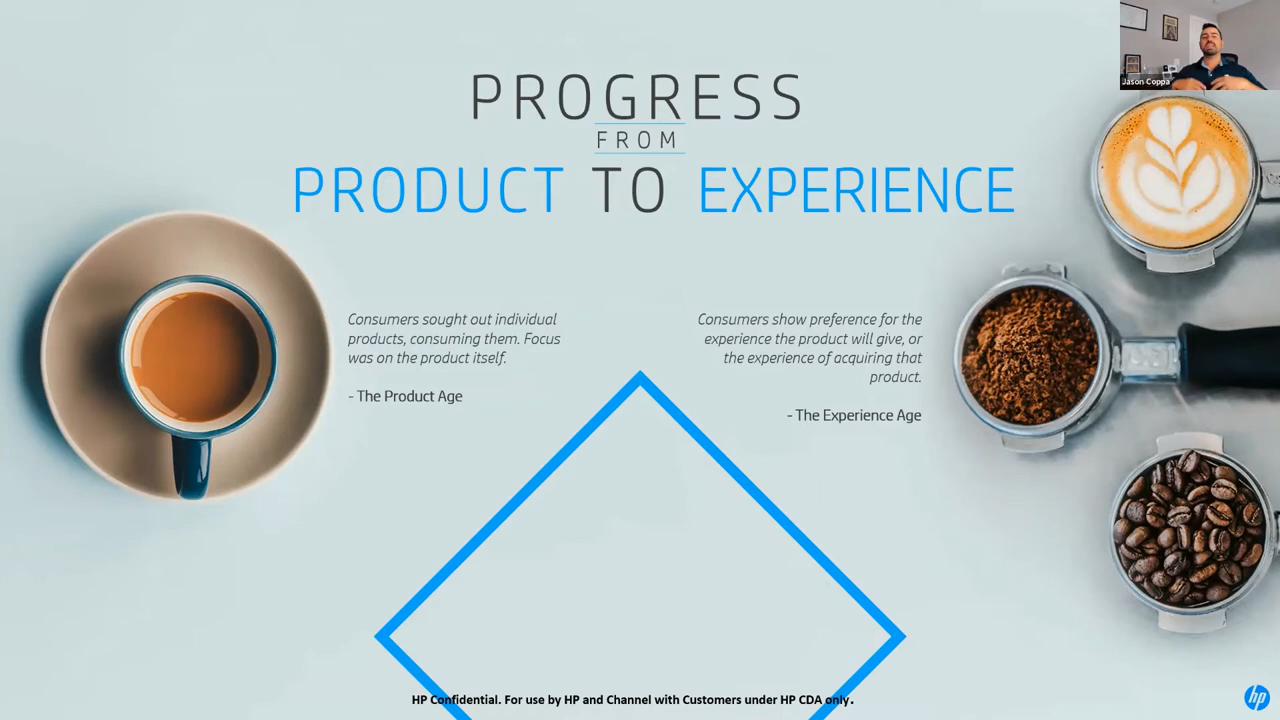 Jason Coppa
PROGRESS
FROM
PRODUCT TO EXPERIENCE
Consumers sought out individual
products, consuming them. Focus
was on the product itself.
- The Product Age
Consumers show preference for the
experience the product will give, or
the experience of acquiring that
product.
- The Experience Age
HP Confidential. For use by HP and Channel with Customers under HP CDA only.
hp